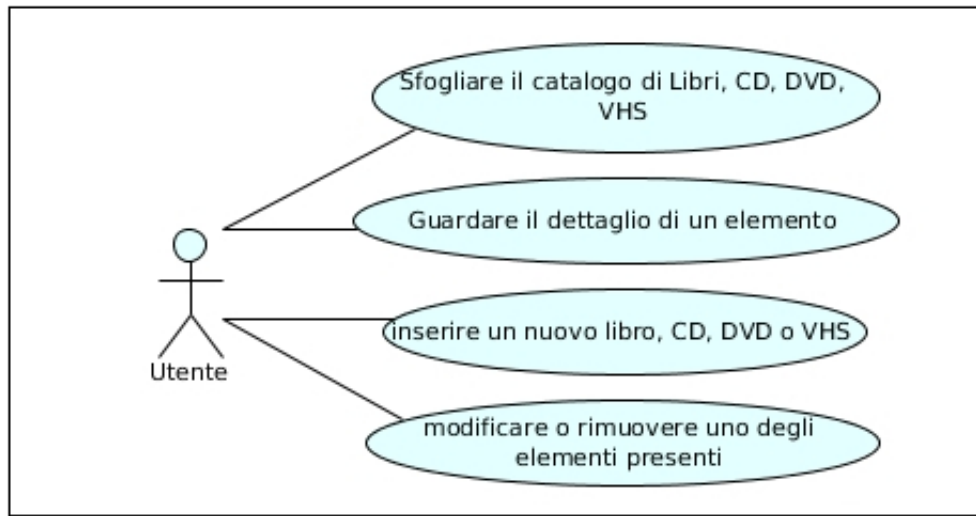 Sfogliare il catalogo di Libri, CD, DVD,
VHS
Guardare il dettaglio di un elemento
inserire un nuovo libro, CD, DVD o VHS
Utente
modificare o rimuovere uno degli
elementi presenti